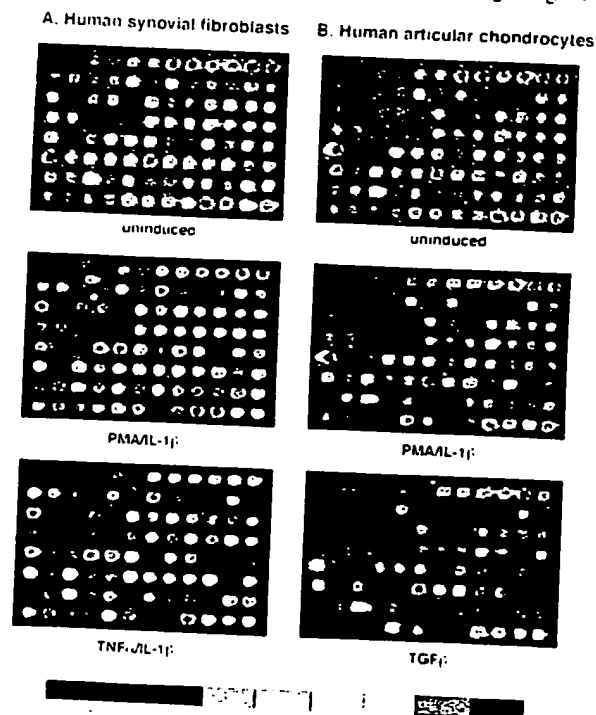 A. Human synovial fibroblasts
B. Human articular chondrocytes
uninduced
uninduced
PMA/IL-1β
PMA/IL-1β
TNFα/IL-1β
TGFβ